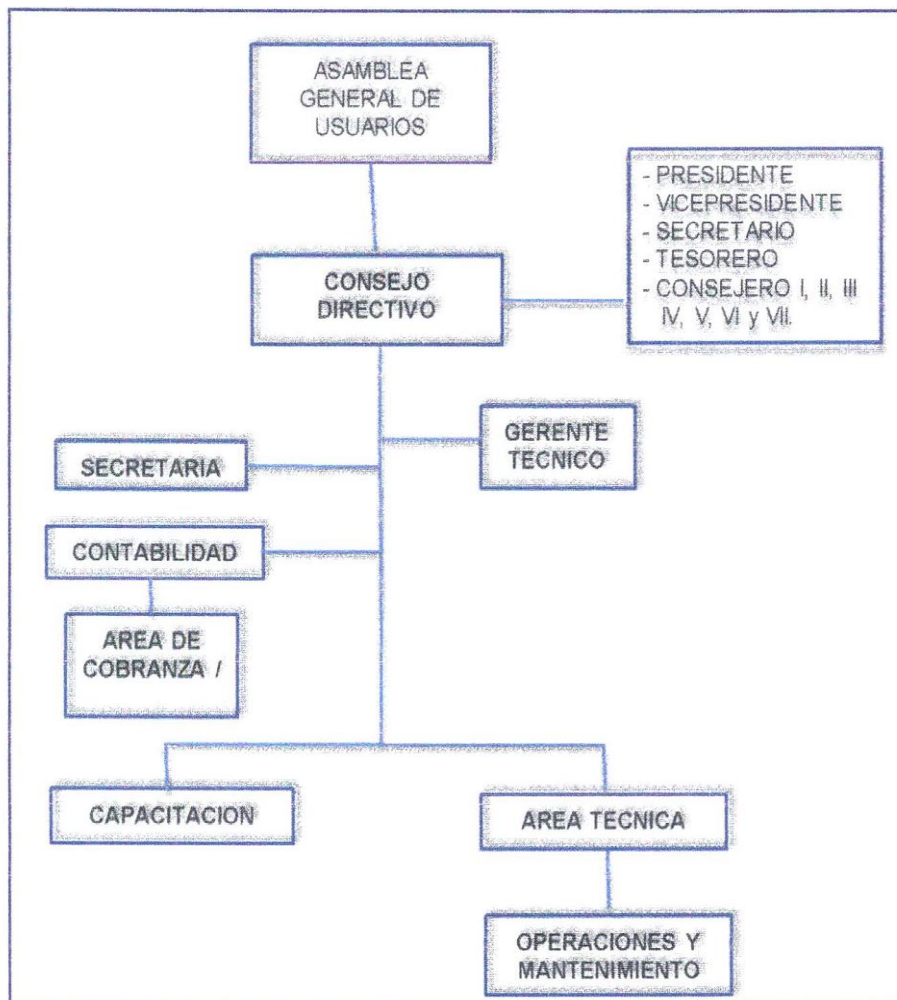 ASAMBLEA
GENERAL DE
USUARIOS
- PRESIDENTE
- VICEPRESIDENTE
- SECRETARIO
- TESORERO
- CONSEJERO I, II, III
IV, V, VI y VII.
CONSEJO
DIRECTIVO
GERENTE
TECNICO
SECRETARIA
CONTABILIDAD
AREA DE
COBRANZA /
CAPACITACION
AREA TECNICA
OPERACIONES Y
MANTENIMIENTO